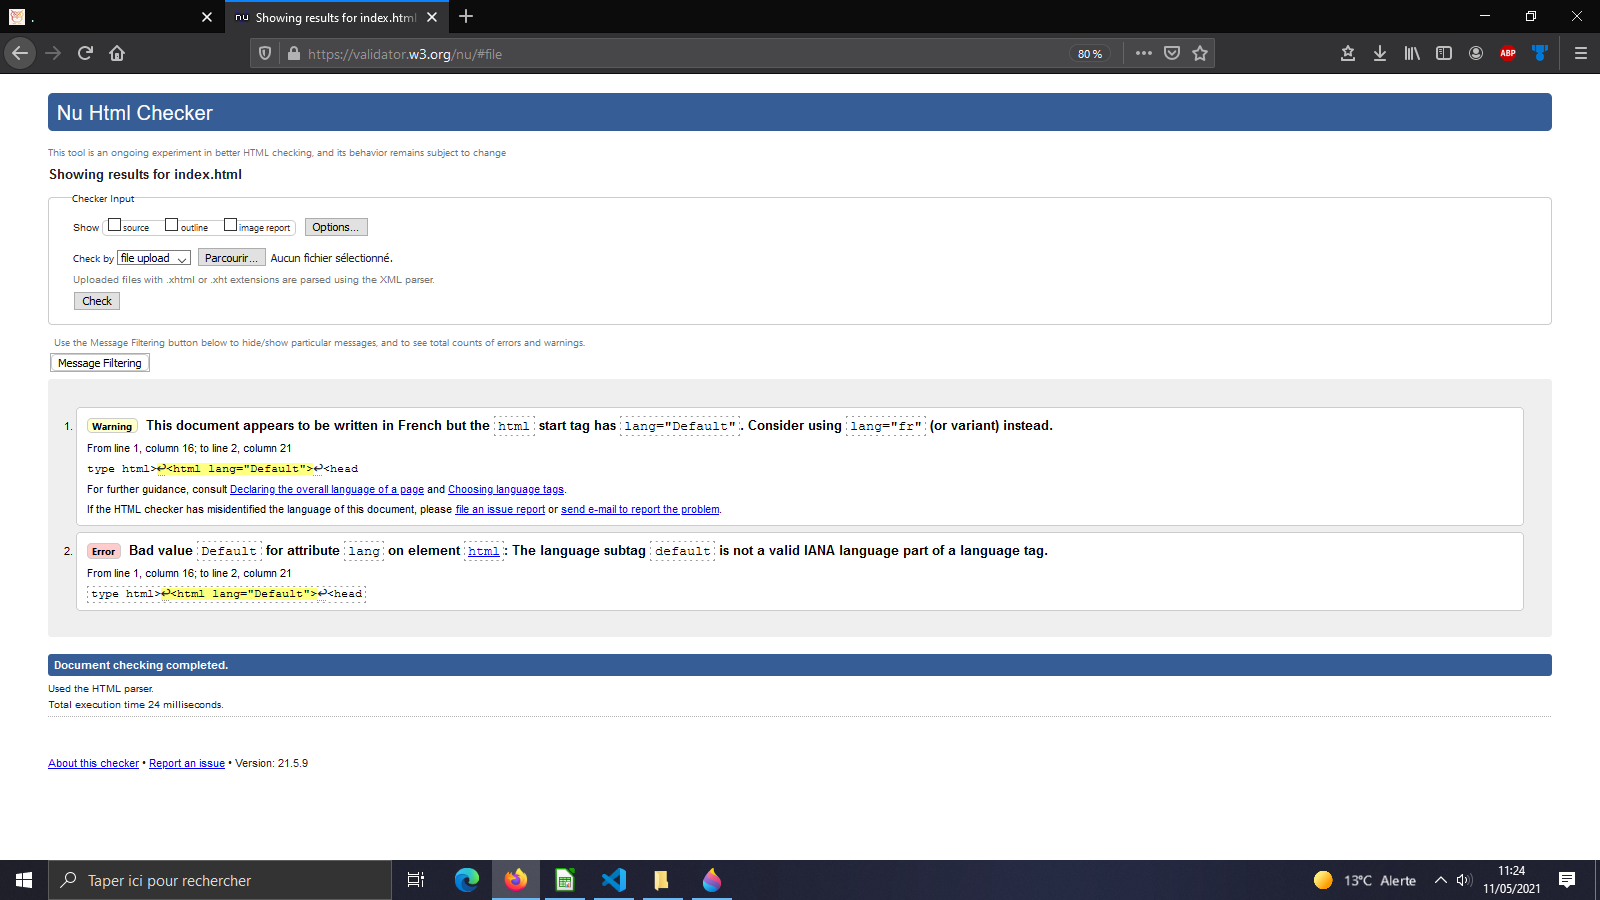 .
nu Showing results for index.html
https://validator.w3.org/nu/#file
80 %
ABP
Nu Html Checker
This tool is an ongoing experiment in better HTML checking, and its behavior remains subject to change
Showing results for index.html
Checker Input
Show source outline image report Options...
Check by file upload Parcourir... Aucun fichier sélectionné.
Uploaded files with .xhtml or .xht extensions are parsed using the XML parser.
Check
Use the Message Filtering button below to hide/show particular messages, and to see total counts of errors and warnings.
Message Filtering
1. Warning This document appears to be written in French but the html start tag has lang="Default". Consider using lang="fr" (or variant) instead.
From line 1, column 16; to line 2, column 21
type html>↩<html lang="Default">↩<head
For further guidance, consult Declaring the overall language of a page and Choosing language tags.
If the HTML checker has misidentified the language of this document, please file an issue report or send e-mail to report the problem.
2. Error Bad value Default for attribute lang on element html: The language subtag default is not a valid IANA language part of a language tag.
From line 1, column 16; to line 2, column 21
type html>↩<html lang="Default">↩<head
Document checking completed.
Used the HTML parser.
Total execution time 24 milliseconds.
About this checker • Report an issue • Version: 21.5.9
Taper ici pour rechercher
13°C Alerte
11:24
11/05/2021